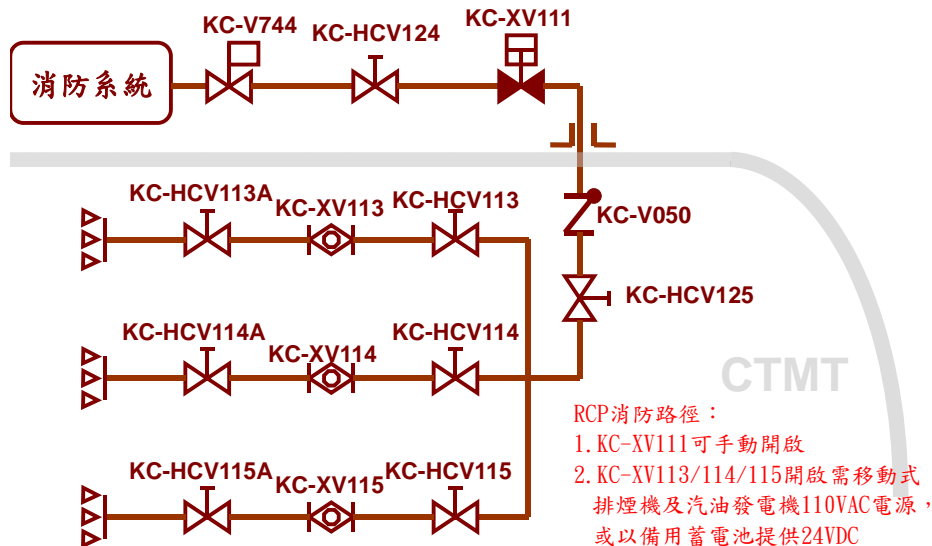 KC-XV111
KC-V744
KC-HCV124
消防系統
KC-HCV113A
KC-XV113
KC-HCV113
KC-V050
KC-HCV125
KC-HCV114A
KC-XV114
KC-HCV114
CTMT
RCP消防路徑：
1.KC-XV111可手動開啟
2.KC-XV113/114/115開啟需移動式
排煙機及汽油發電機110VAC電源，
或以備用蓄電池提供24VDC
KC-HCV115A
KC-XV115
KC-HCV115